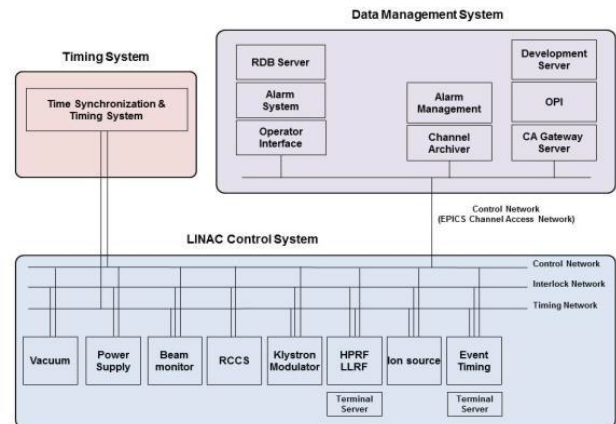 Data Management System
Timing System
RDB Server
Development
Server
Time Synchronization &
Timing System
Alarm
System
Alarm
Management
OPI
Operator
Interface
Channel
Archiver
CA Gateway
Server
Control Network
(EPICS Channel Access Network)
LINAC Control System
Control Network
Interlock Network
Timing Network
Vacuum
Power
Supply
Beam
monitor
RCCS
Klystron
Modulator
HPRF
LLRF
Ion source
Event
Timing
Terminal
Server
Terminal
Server